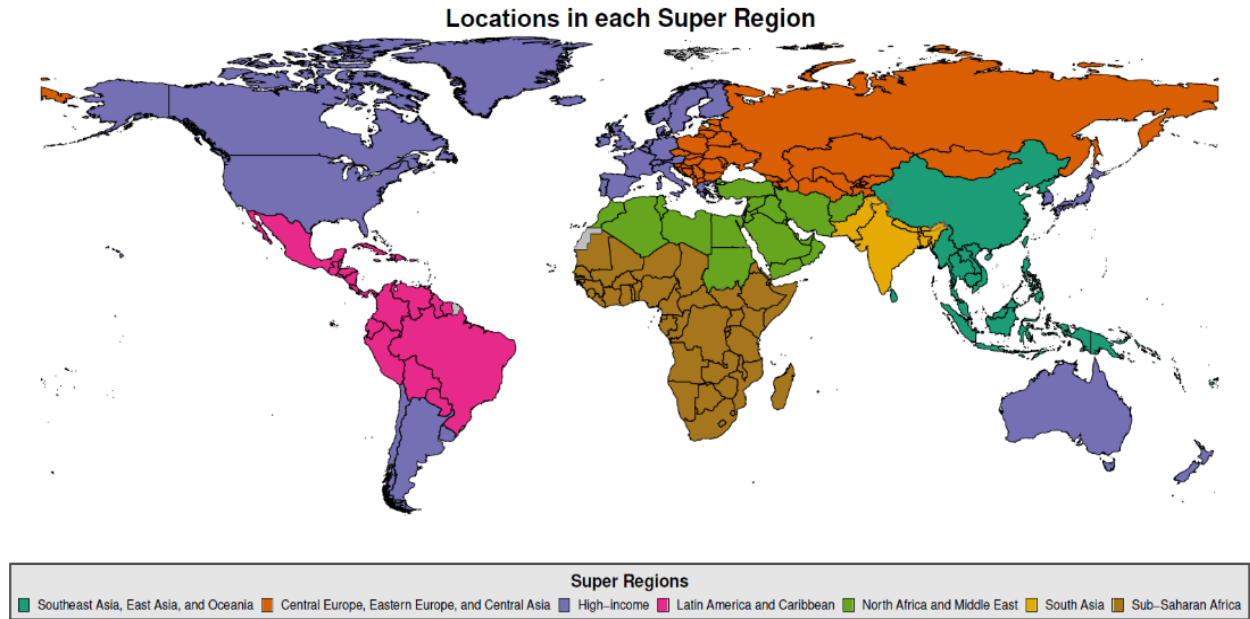 Locations in each Super Region
Super Regions
Southeast Asia, East Asia, and Oceania Central Europe, Eastern Europe, and Central Asia High−income Latin America and Caribbean North Africa and Middle East South Asia Sub−Saharan Africa